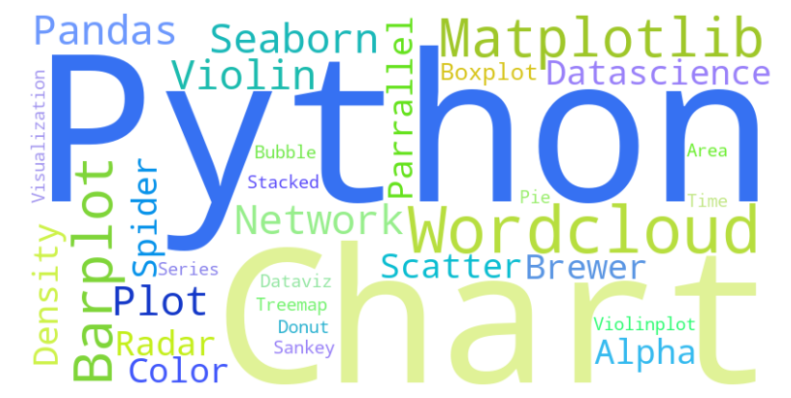 Pandas
Seaborn
Matplotlib
Violin
Boxplot
Datascience
Python
Visualization
Parrallel
Bubble
Area
Stacked
Pie
Time
Barplot
Spider
Network
Wordcloud
Density
Series
Scatter
Brewer
Chart
Dataviz
Plot
Treemap
Donut
Violinplot
Radar
Sankey
Alpha
Color